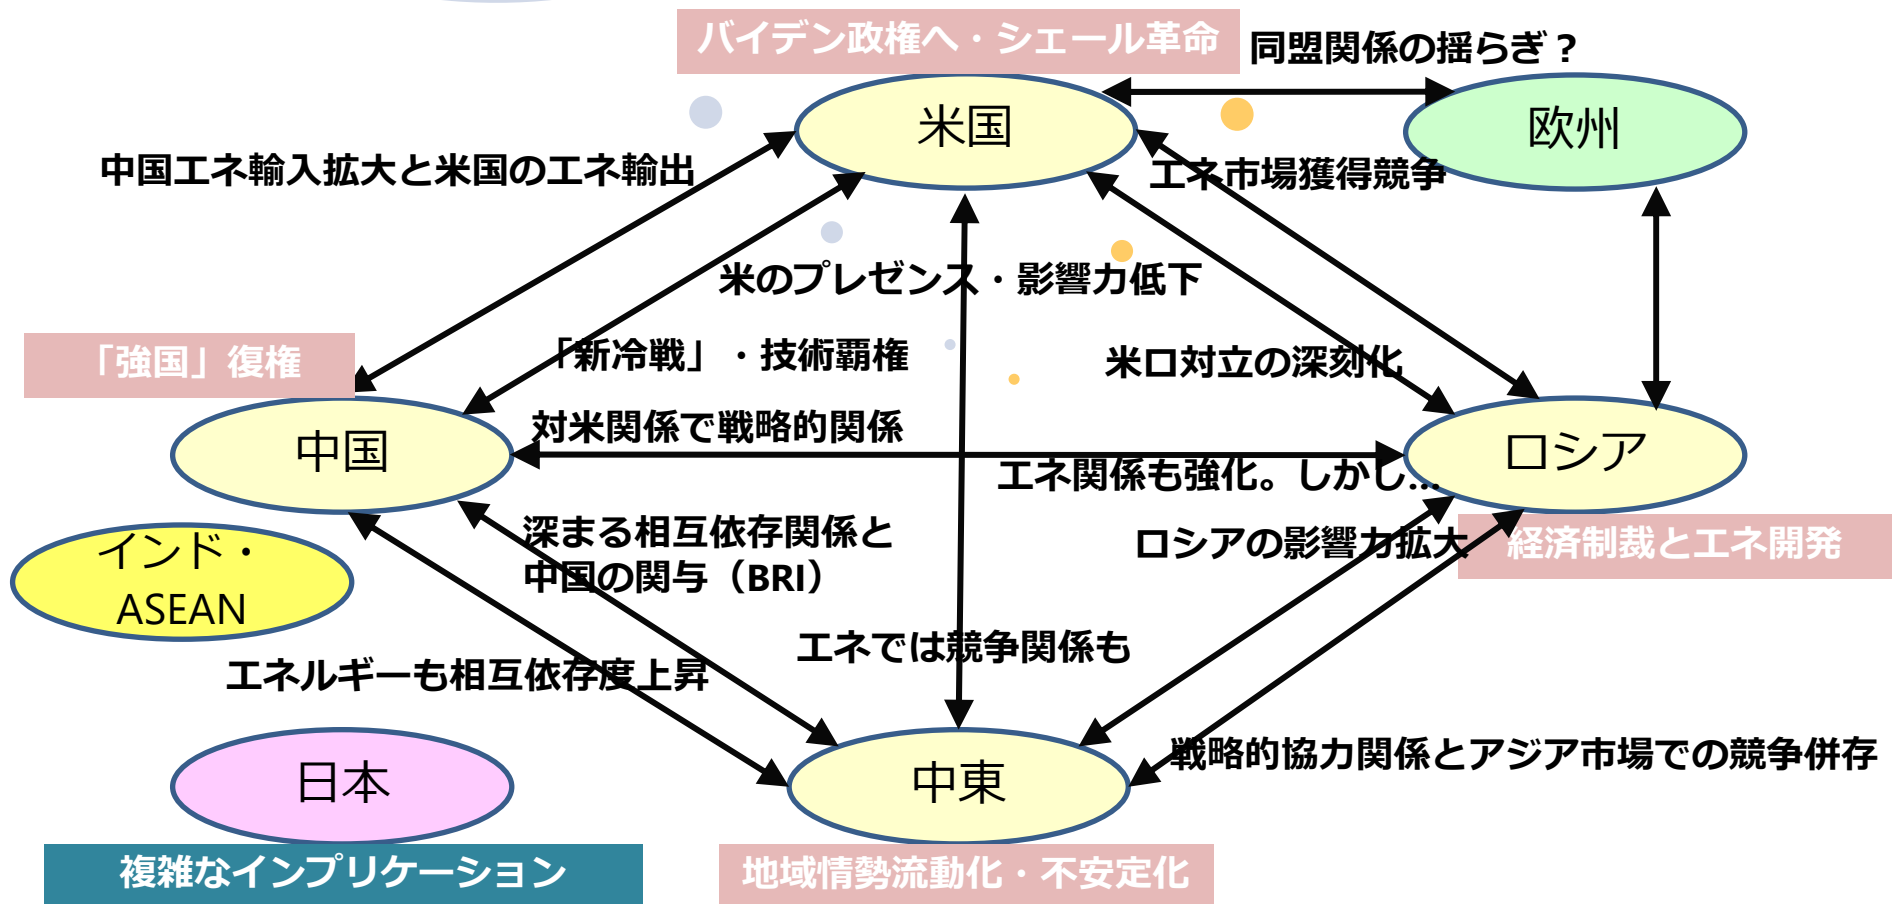 バイデン政権へ・シェール革命
同盟関係の揺らぎ？
米国
欧州
中国エネ輸入拡大と米国のエネ輸出
エネ市場獲得競争
米のプレゼンス・影響力低下
「強国」復権
「新冷戦」・技術覇権
米ロ対立の深刻化
対米関係で戦略的関係
中国
ロシア
エネ関係も強化。しかし…
深まる相互依存関係と
中国の関与（BRI）
ロシアの影響力拡大
経済制裁とエネ開発
インド・
ASEAN
エネでは競争関係も
エネルギーも相互依存度上昇
戦略的協力関係とアジア市場での競争併存
日本
中東
複雑なインプリケーション
地域情勢流動化・不安定化